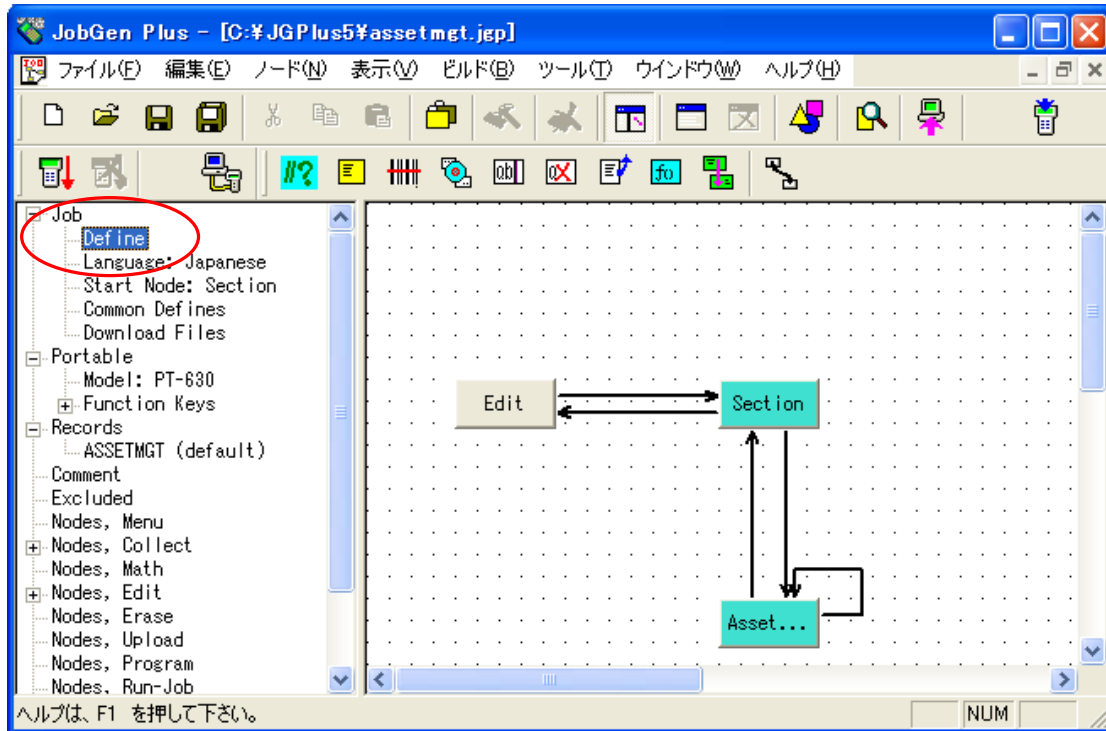 JobGen Plus - [C:¥JGPlus5¥assetmgt.jgp]
ファイル(F) 編集(E) ノード(N) 表示(V) ビルド(B) ツール(T) ウインドウ(W) ヘルプ(H)
Job
Define
Language: Japanese
Start Node: Section
Common Defines
Download Files
Portable
Model: PT-630
Function Keys
Records
ASSETMGT (default)
Comment
Excluded
Nodes, Menu
Nodes, Collect
Nodes, Math
Nodes, Edit
Nodes, Erase
Nodes, Upload
Nodes, Program
Nodes, Run-Job
Edit
Section
Asset...
ヘルプは、F1 を押して下さい。
NUM